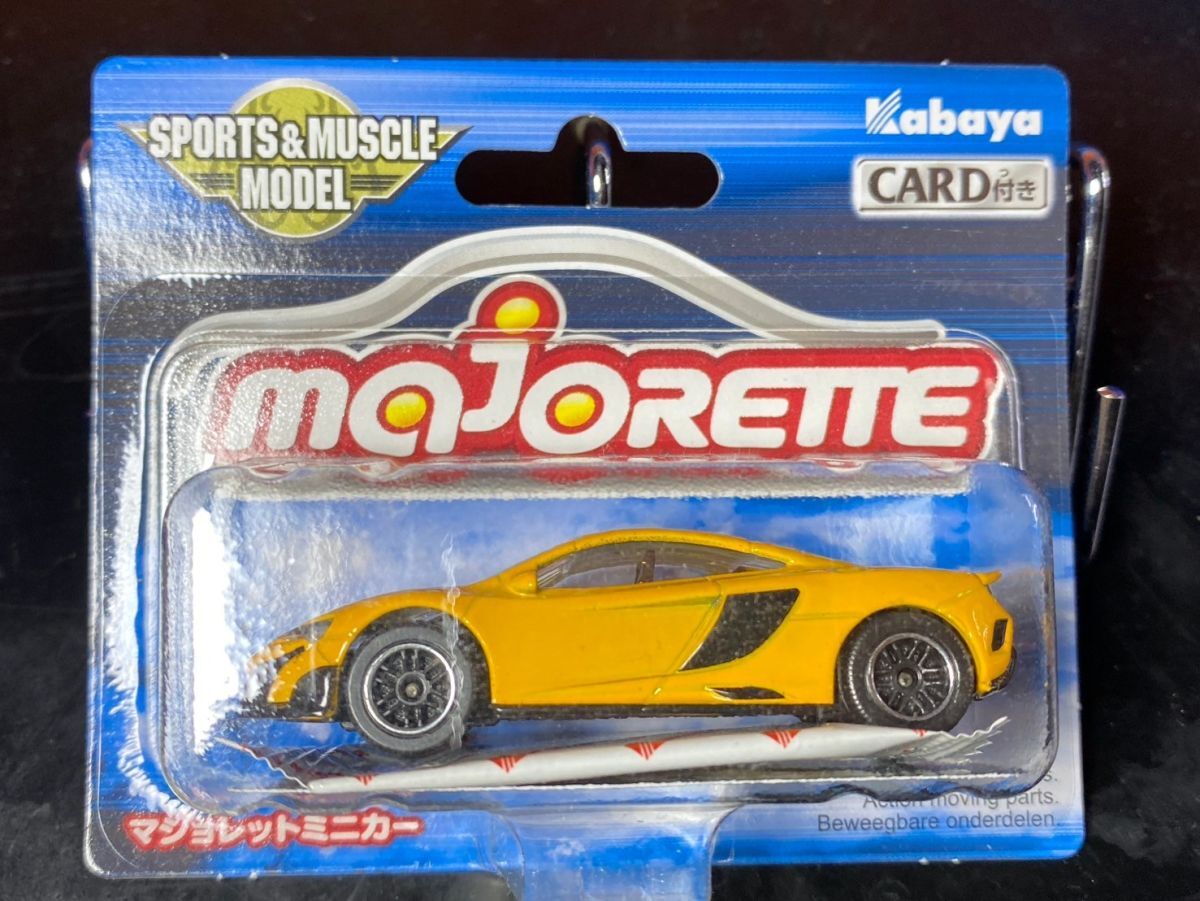 SPORTS & MUSCLE
MODEL
Kabaya
CARD付き
っ
majorette
マジョレットミニカー
s.
Action moving parts.
Beweegbare onderdelen.